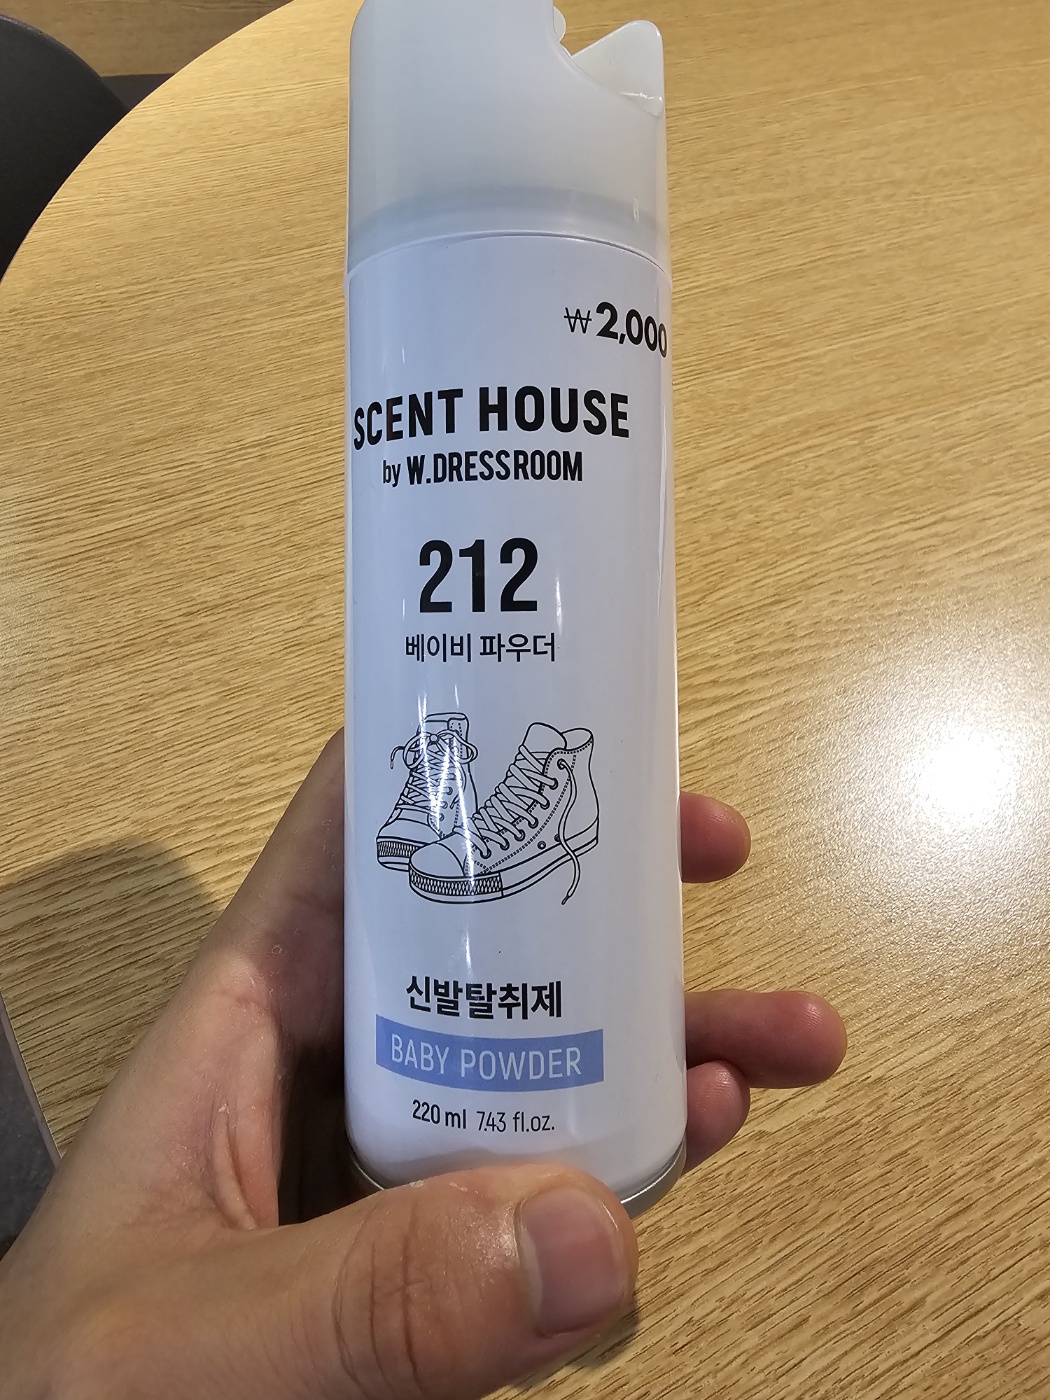 ₩2,000
SCENT HOUSE
by W.DRESSROOM
212
베이비 파우더
신발탈취제
BABY POWDER
220 ml 7.43 fl.oz.